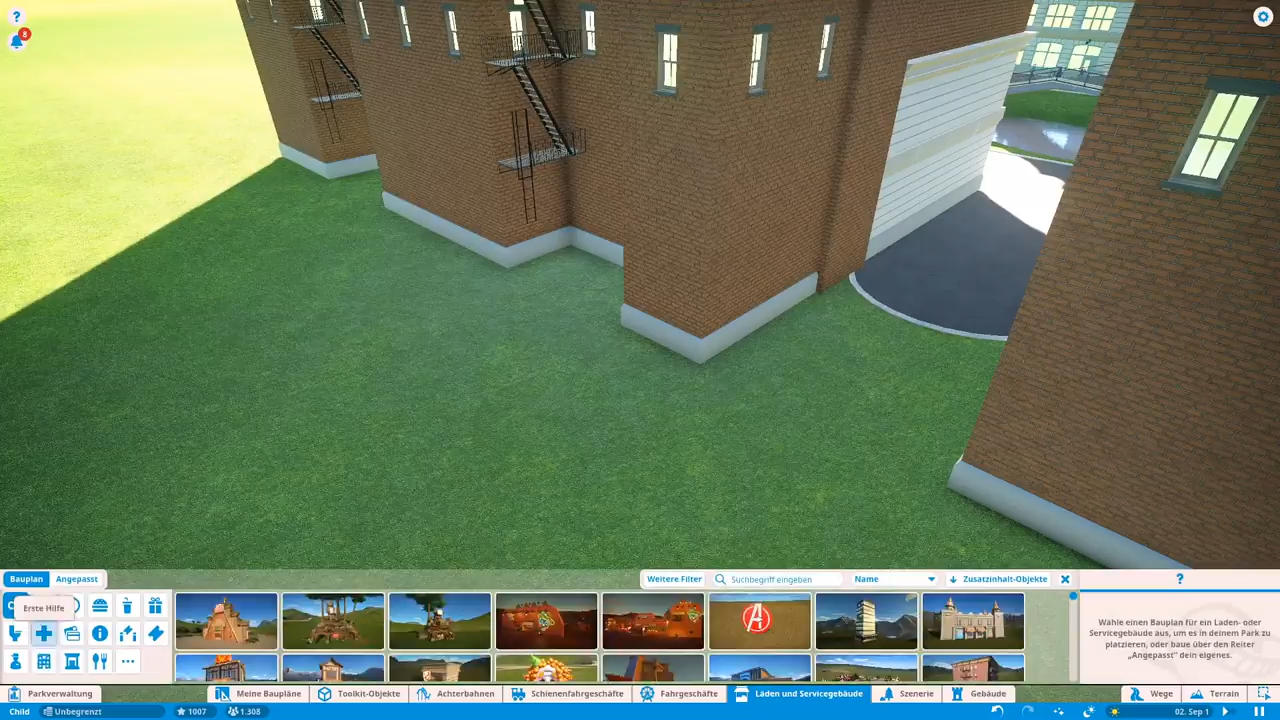 ?
8
Bauplan
Angepasst
Weitere Filter
Suchbegriff eingeben
Name
Zusatzinhalt-Objekte
?
Erste Hilfe
Wähle einen Bauplan für ein Laden- oder
Servicegebäude aus, um es in deinem Park zu
platzieren, oder baue über den Reiter
„Angepasst" dein eigenes.
Parkverwaltung
Meine Baupläne
Toolkit-Objekte
Achterbahnen
Schienenfahrgeschäfte
Fahrgeschäfte
Läden und Servicegebäude
Szenerie
Gebäude
Wege
Terrain
Child
Unbegrenzt
1007
1.308
02. Sep 1